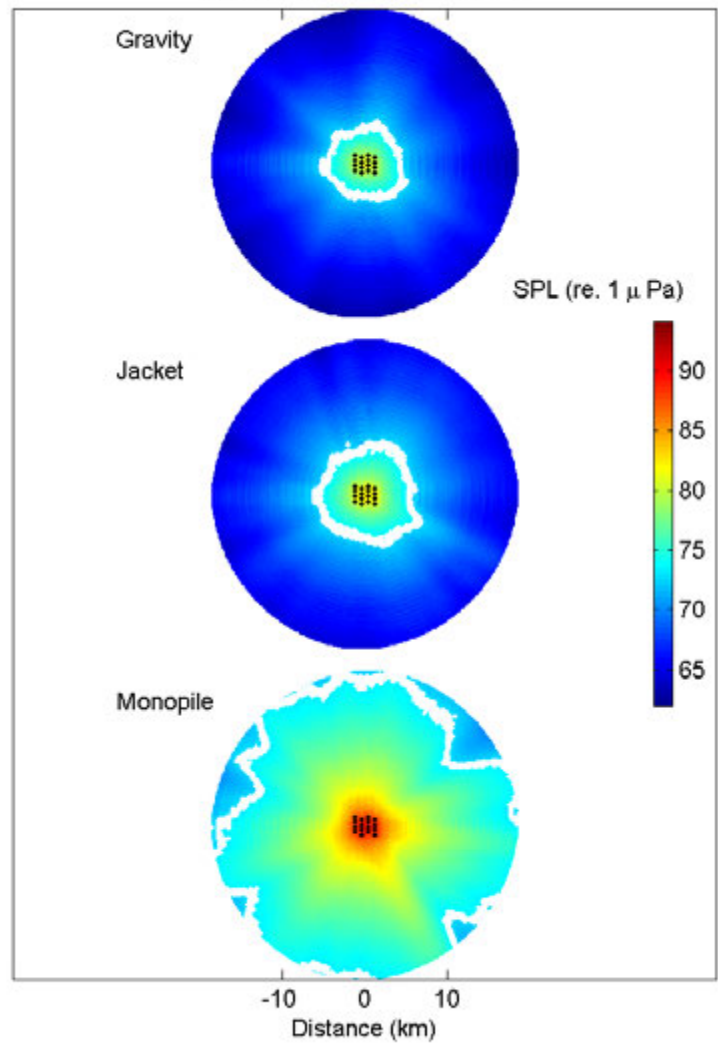 Gravity
SPL (re. 1 μ Pa)
90
Jacket
85
80
75
70
65
Monopile
-10 0 10
Distance (km)